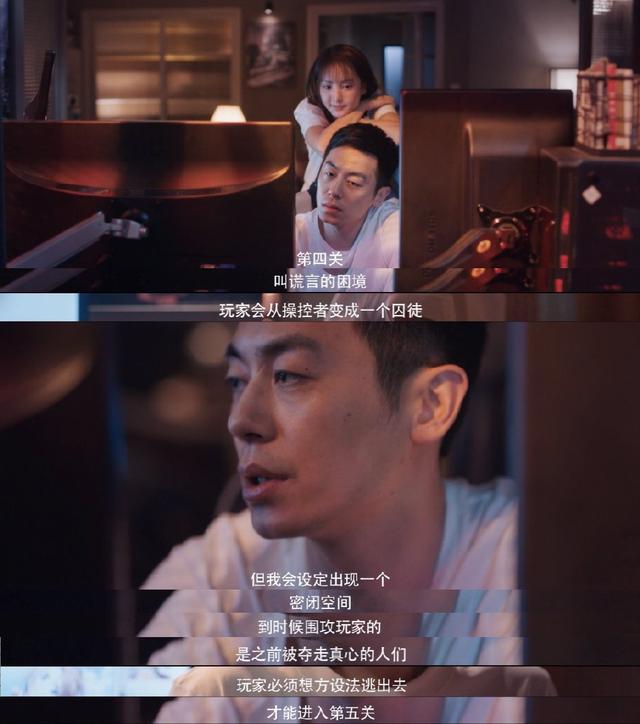 第四关
叫谎言的困境
玩家会从操控者变成一个囚徒
但我会设定出现一个
密闭空间
到时候围攻玩家的
是之前被夺走真心的人们
玩家必须想方设法逃出去
才能进入第五关